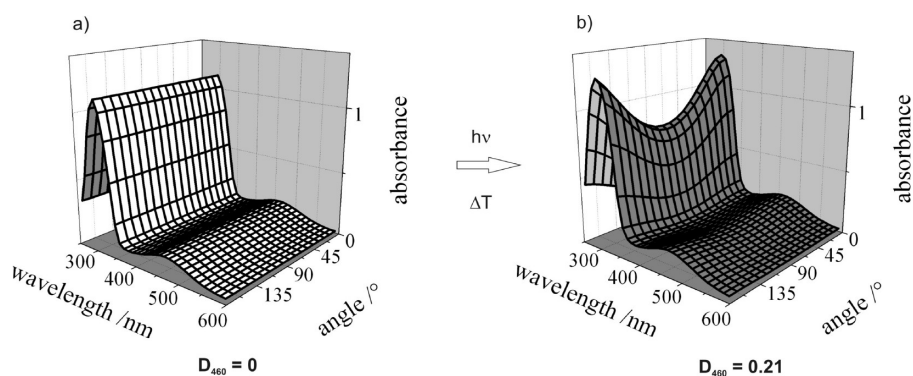 a)
1
absorbance
0
45
90
135
angle /°
300
400
500
600
wavelength /nm
D₄₆₀ = 0
hν
ΔT
b)
1
absorbance
0
45
90
135
angle /°
300
400
500
600
wavelength /nm
D₄₆₀ = 0.21